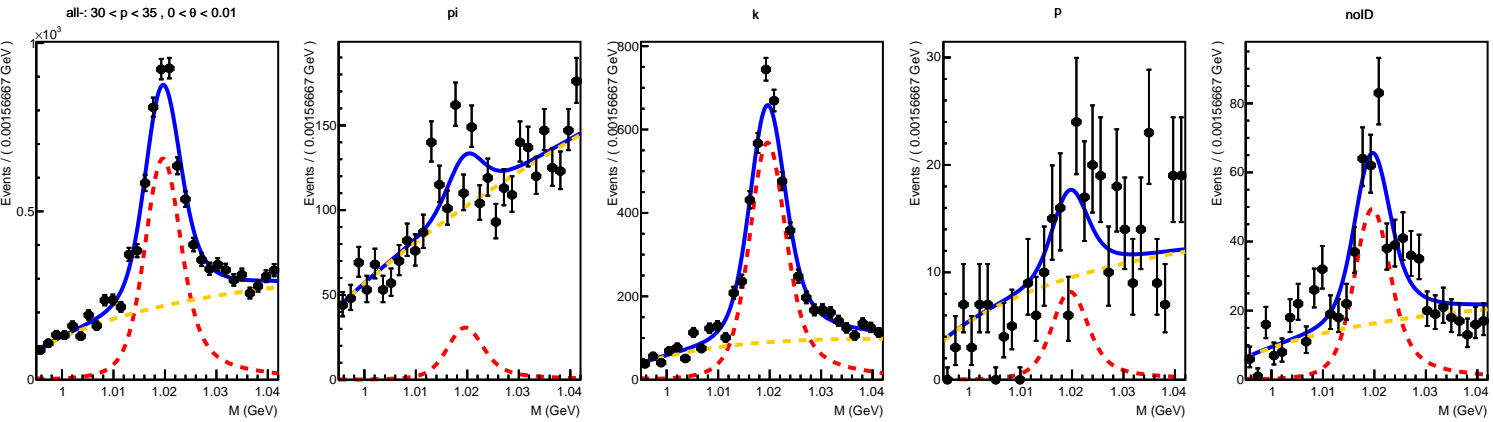 all-: 30 < p < 35 , 0 < θ < 0.01
×10³
Events / ( 0.00156667 GeV )
1
0.5
0
1 1.01 1.02 1.03 1.04
M (GeV)
pi
Events / ( 0.00156667 GeV )
150
100
50
0
1 1.01 1.02 1.03 1.04
M (GeV)
k
Events / ( 0.00156667 GeV )
800
600
400
200
0
1 1.01 1.02 1.03 1.04
M (GeV)
p
Events / ( 0.00156667 GeV )
30
20
10
0
1 1.01 1.02 1.03 1.04
M (GeV)
noID
Events / ( 0.00156667 GeV )
80
60
40
20
0
1 1.01 1.02 1.03 1.04
M (GeV)